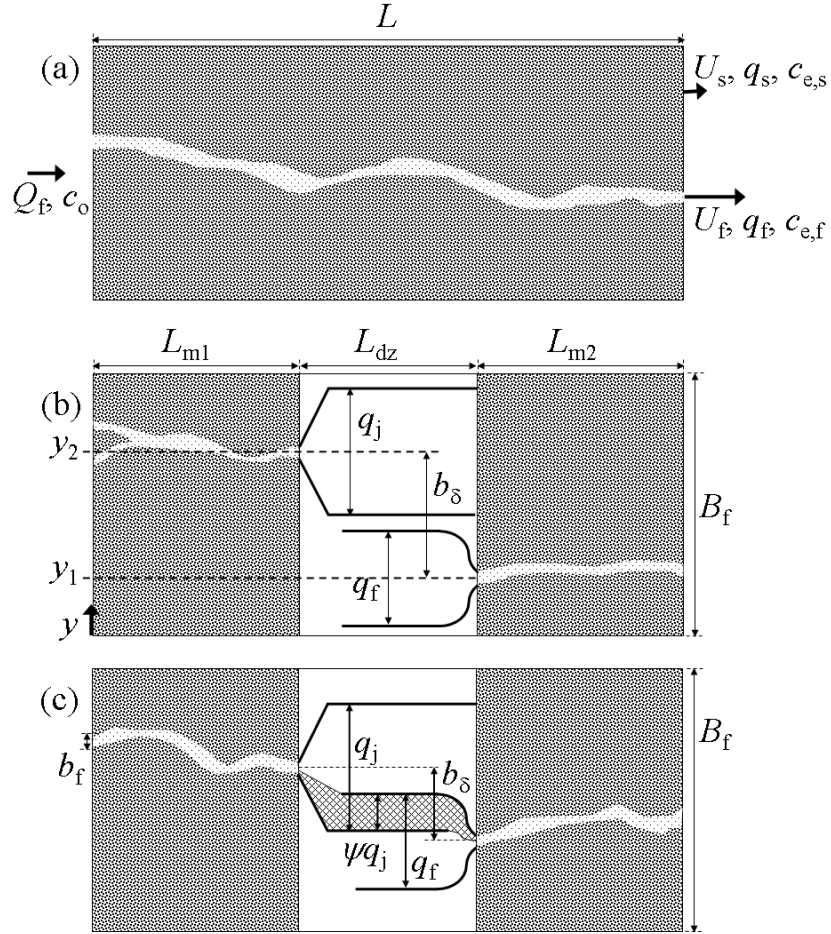 L
(a)
U_s, q_s, c_e,s
Q_f, c_o
U_f, q_f, c_e,f
L_m1 L_dz L_m2
(b)
q_j
y_2
b_δ
B_f
y_1
q_f
y
(c)
q_j
B_f
b_f
b_δ
ψq_j q_f